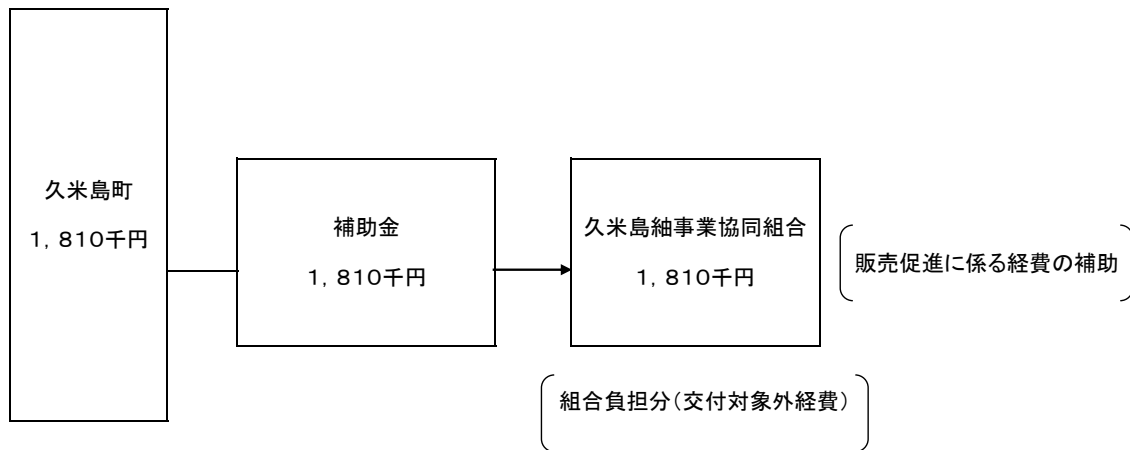 久米島町
1,810千円
補助金
1,810千円
久米島紬事業協同組合
1,810千円
販売促進に係る経費の補助
組合負担分(交付対象外経費)